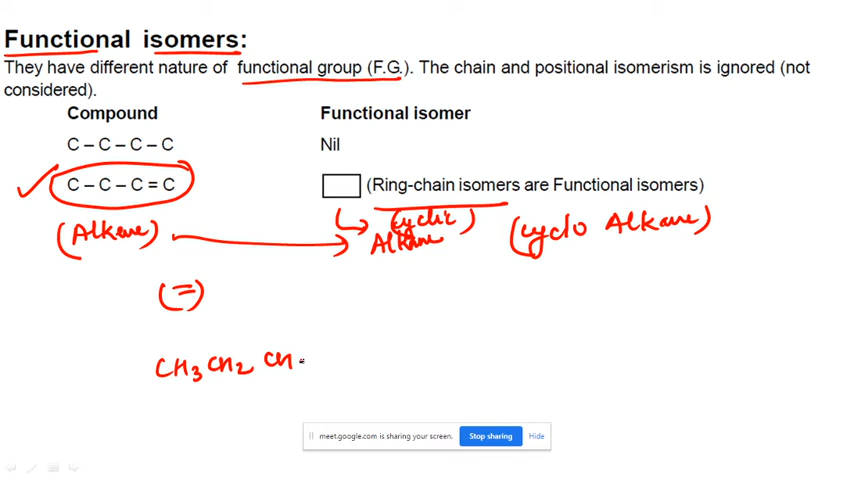 Functional isomers:
They have different nature of functional group (F.G.). The chain and positional isomerism is ignored (not
considered).
Compound Functional isomer
C – C – C – C Nil
C – C – C = C (Ring-chain isomers are Functional isomers)
(Alkene) (cyclic) (cyclo Alkane)
Alkane
(=)
CH3 CH2 CH
meet.google.com is sharing your screen. Stop sharing Hide